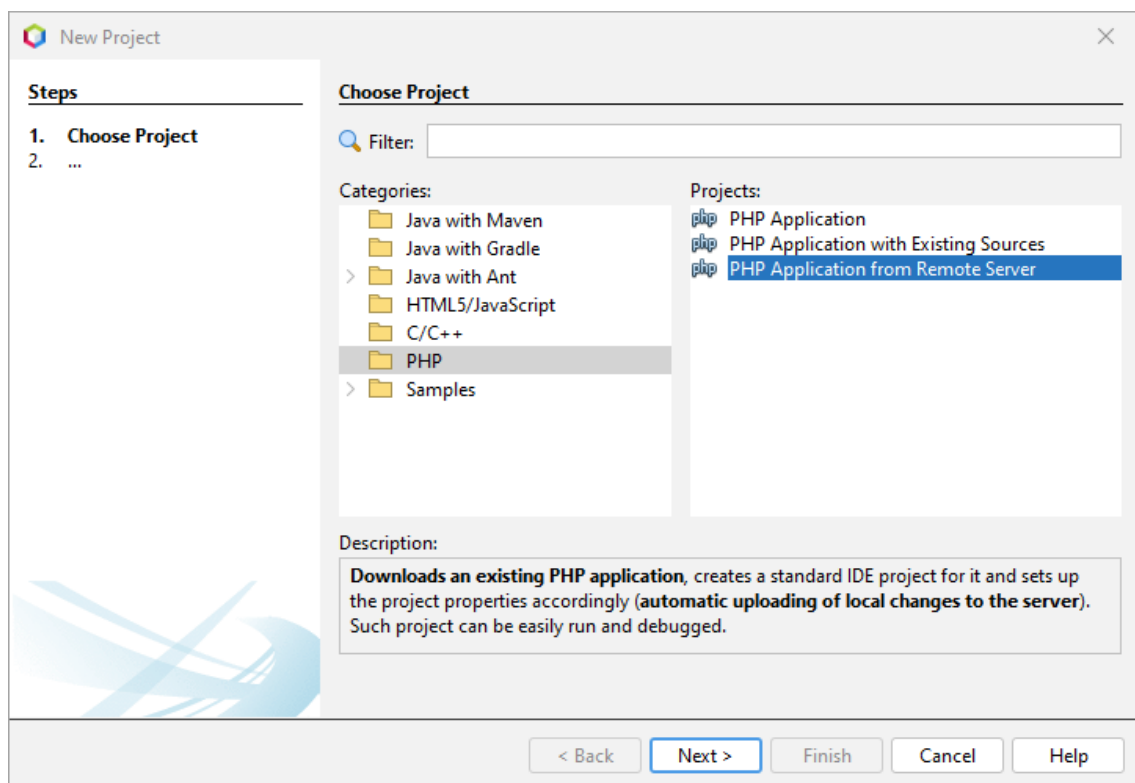 New Project
Steps
1. Choose Project
2. ...
Choose Project
Filter:
Categories:
Java with Maven
Java with Gradle
Java with Ant
HTML5/JavaScript
C/C++
PHP
Samples
Projects:
php PHP Application
php PHP Application with Existing Sources
php PHP Application from Remote Server
Description:
Downloads an existing PHP application, creates a standard IDE project for it and sets up
the project properties accordingly (automatic uploading of local changes to the server).
Such project can be easily run and debugged.
< Back Next > Finish Cancel Help